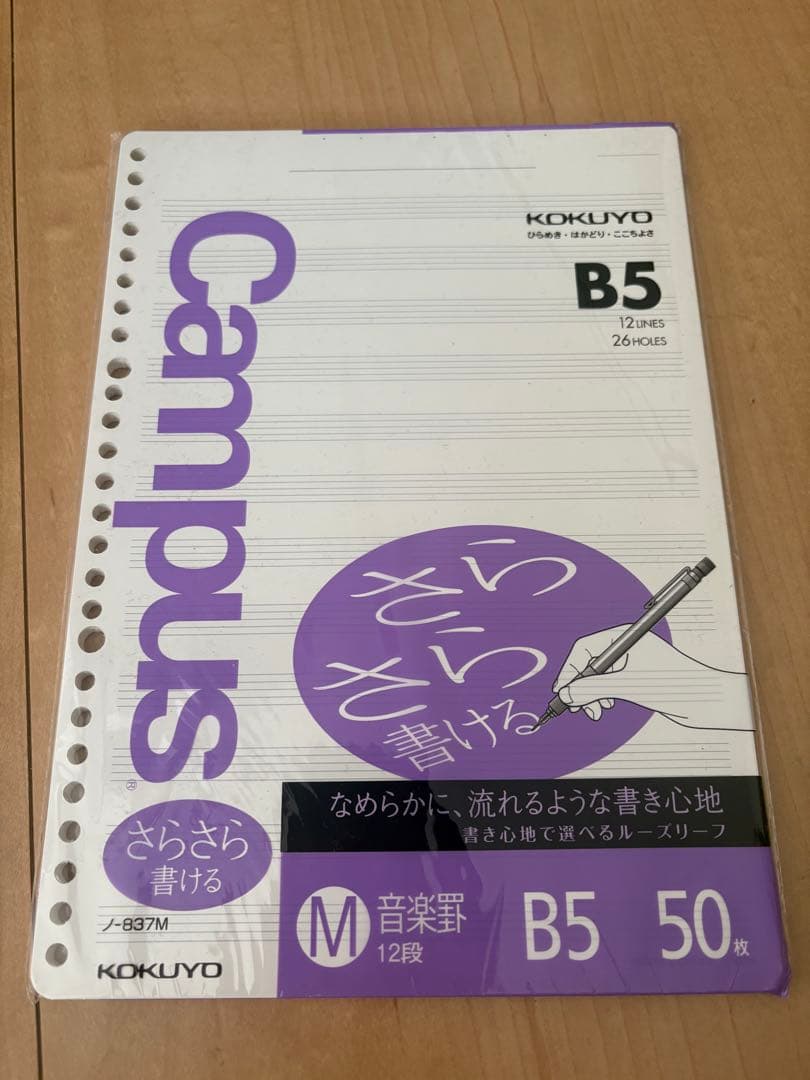 Campus®
KOKUYO
ひらめき・はかどり・ここちよさ
B5
12 LINES
26 HOLES
さら
さら
書ける
なめらかに、流れるような書き心地
書き心地で選べるルーズリーフ
さらさら
書ける
ノ-837M
KOKUYO
M 音楽罫
12段
B5 50枚